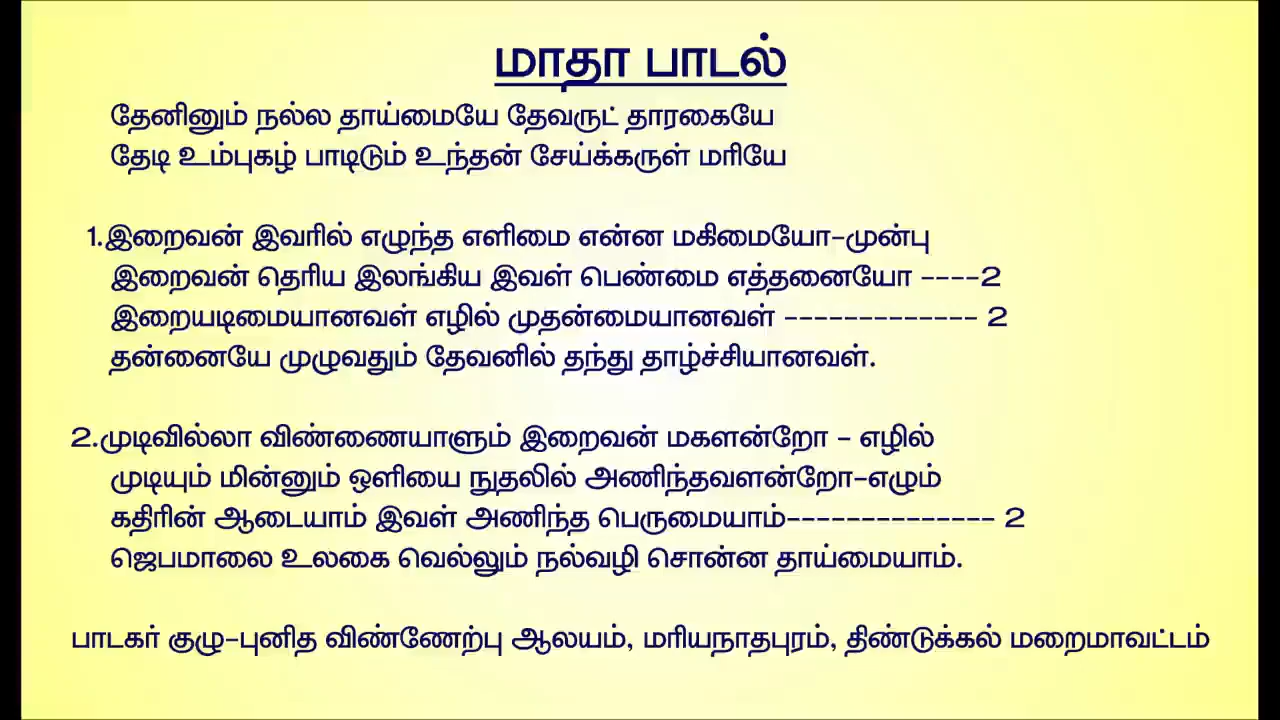 மாதா பாடல்
தேனினும் நல்ல தாய்மையே தேவருட் தாரகையே
தேடி உம்புகழ் பாடிடும் உந்தன் சேய்க்கருள் மரியே
1.இறைவன் இவரில் எழுந்த எளிமை என்ன மகிமையோ-முன்பு
இறைவன் தெரிய இலங்கிய இவள் பெண்மை எத்தனையோ ----2
இறையடிமையானவள் எழில் முதன்மையானவள் ------------- 2
தன்னையே முழுவதும் தேவனில் தந்து தாழ்ச்சியானவள்.
2.முடிவில்லா விண்ணையாளும் இறைவன் மகளன்றோ - எழில்
முடியும் மின்னும் ஒளியை நுதலில் அணிந்தவளன்றோ-எழும்
கதிரின் ஆடையாம் இவள் அணிந்த பெருமையாம்-------------- 2
ஜெபமாலை உலகை வெல்லும் நல்வழி சொன்ன தாய்மையாம்.
பாடகர் குழு-புனித விண்ணேற்பு ஆலயம், மரியநாதபுரம், திண்டுக்கல் மறைமாவட்டம்